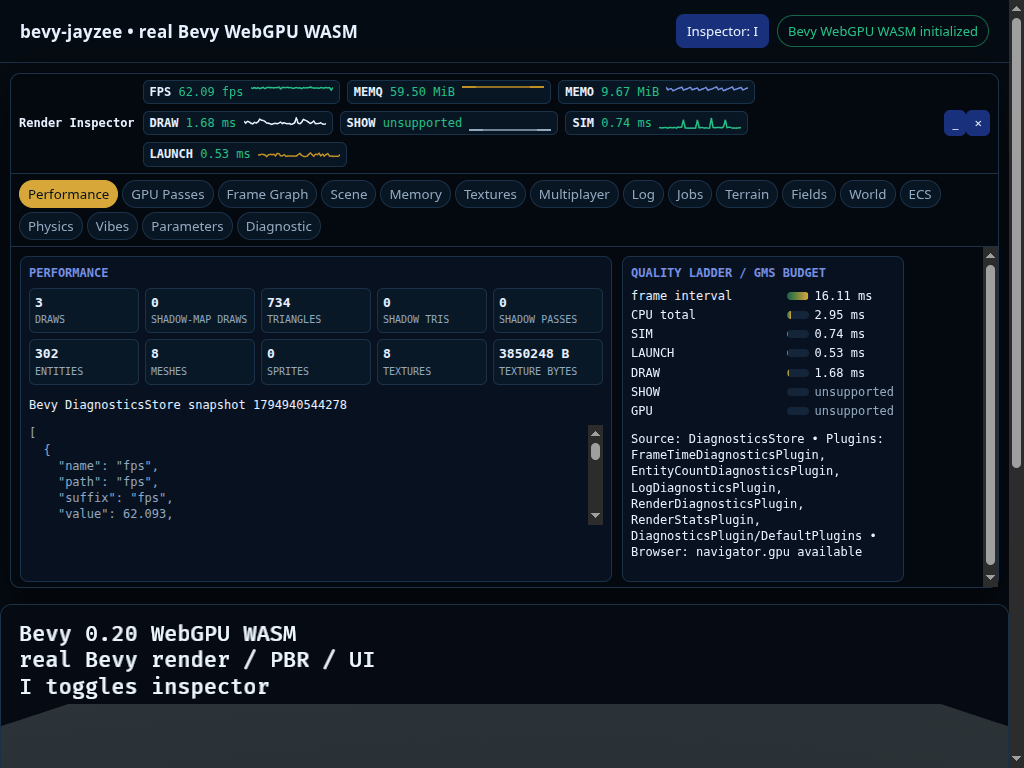 bevy-jayzee • real Bevy WebGPU WASM
Inspector: I
Bevy WebGPU WASM initialized
Render Inspector
FPS 62.09 fps
MEMQ 59.50 MiB
MEMO 9.67 MiB
DRAW 1.68 ms
SHOW unsupported
SIM 0.74 ms
LAUNCH 0.53 ms
_
×
Performance
GPU Passes
Frame Graph
Scene
Memory
Textures
Multiplayer
Log
Jobs
Terrain
Fields
World
ECS
Physics
Vibes
Parameters
Diagnostic
PERFORMANCE
3
DRAWS
0
SHADOW-MAP DRAWS
734
TRIANGLES
0
SHADOW TRIS
0
SHADOW PASSES
302
ENTITIES
8
MESHES
0
SPRITES
8
TEXTURES
3850248 B
TEXTURE BYTES
Bevy DiagnosticsStore snapshot 1794940544278
[
{
"name": "fps",
"path": "fps",
"suffix": "fps",
"value": 62.093,
QUALITY LADDER / GMS BUDGET
frame interval 16.11 ms
CPU total 2.95 ms
SIM 0.74 ms
LAUNCH 0.53 ms
DRAW 1.68 ms
SHOW unsupported
GPU unsupported
Source: DiagnosticsStore • Plugins:
FrameTimeDiagnosticsPlugin,
EntityCountDiagnosticsPlugin,
LogDiagnosticsPlugin,
RenderDiagnosticsPlugin,
RenderStatsPlugin,
DiagnosticsPlugin/DefaultPlugins •
Browser: navigator.gpu available
Bevy 0.20 WebGPU WASM
real Bevy render / PBR / UI
I toggles inspector